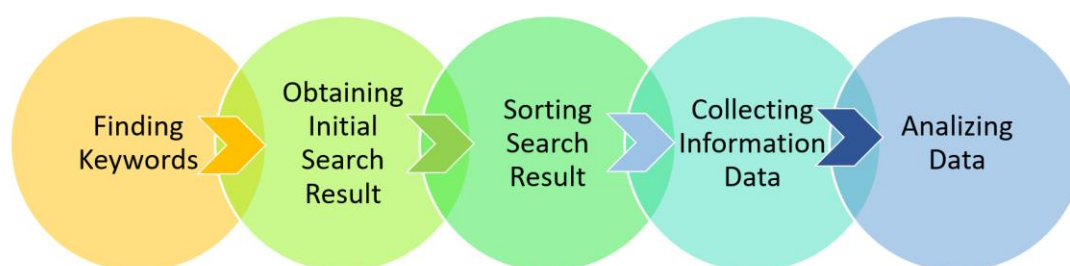 Finding
Keywords
Obtaining
Initial
Search
Result
Sorting
Search
Result
Collecting
Information
Data
Analizing
Data